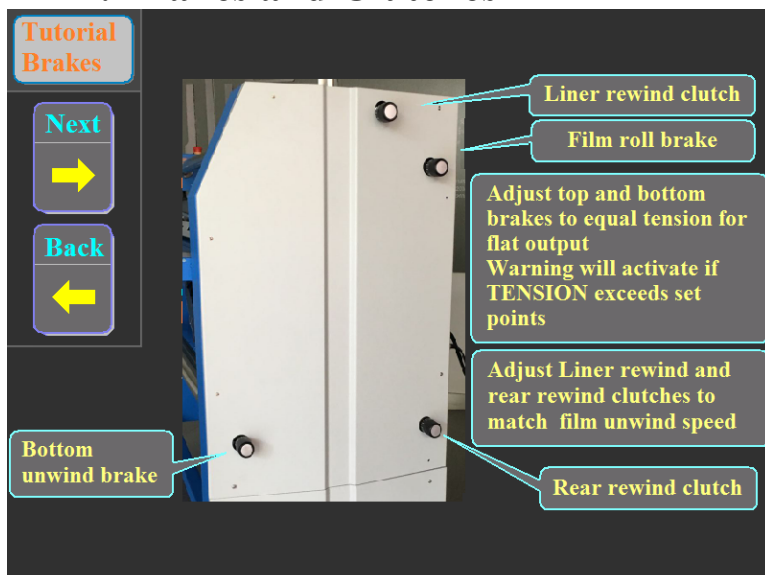 Tutorial
Brakes
Next
Back
Liner rewind clutch
Film roll brake
Adjust top and bottom
brakes to equal tension for
flat output
Warning will activate if
TENSION exceeds set
points
Adjust Liner rewind and
rear rewind clutches to
match film unwind speed
Bottom
unwind brake
Rear rewind clutch